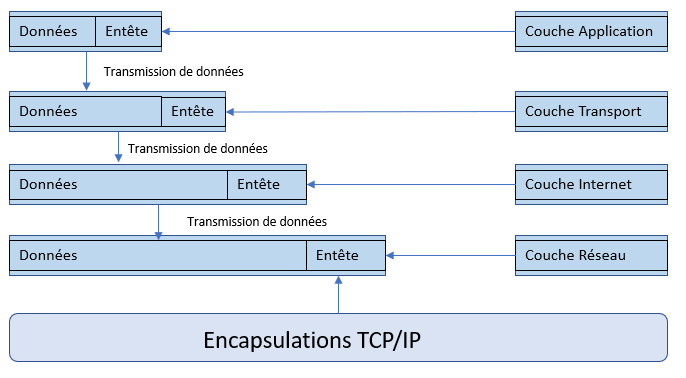 Données Entête Couche Application
Transmission de données
Données Entête Couche Transport
Transmission de données
Données Entête Couche Internet
Transmission de données
Données Entête Couche Réseau
Encapsulations TCP/IP